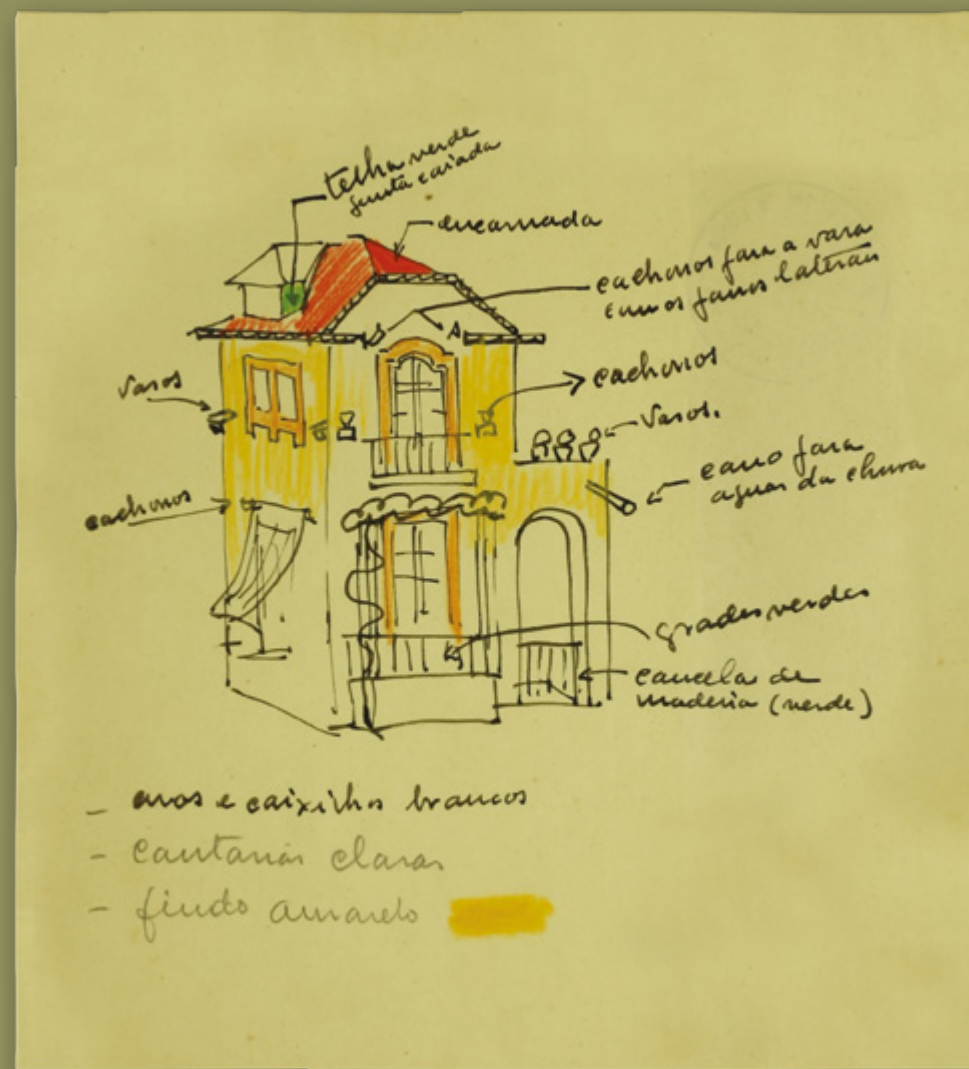 telha verde
junta caiada
encarnada
cachorros para a vara
com os panos laterais
cachorros
Vasos
Vasos.
cano para
aguas da chuva
cachorros
grades verdes
cancela de
madeira (verde)
- aros e caixilhos brancos
- cantarias claras
- fundo amarelo